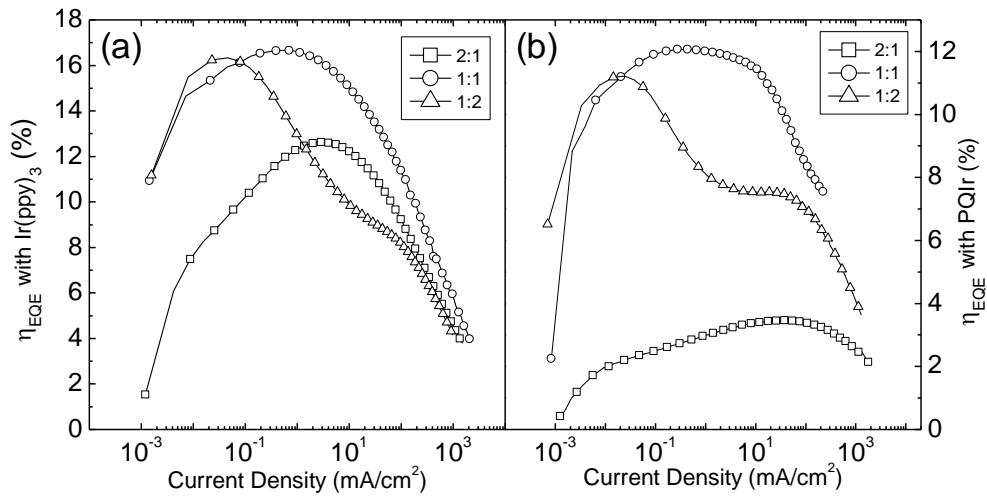 (a)
2:1
1:1
1:2
η_EQE with Ir(ppy)_3 (%)
18
16
14
12
10
8
6
4
2
0
10^-3 10^-1 10^1 10^3
Current Density (mA/cm^2)
(b)
2:1
1:1
1:2
10^-3 10^-1 10^1 10^3
Current Density (mA/cm^2)
12
10
8
6
4
2
0
η_EQE with PQIr (%)